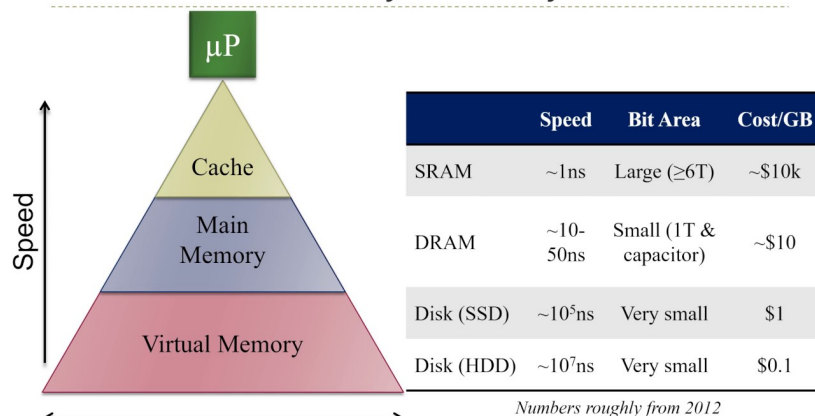 μP
Speed
Cache
Main
Memory
Virtual Memory
Speed Bit Area Cost/GB
SRAM ~1ns Large (≥6T) ~$10k
DRAM ~10-50ns Small (1T & capacitor) ~$10
Disk (SSD) ~10⁵ns Very small $1
Disk (HDD) ~10⁷ns Very small $0.1
Numbers roughly from 2012